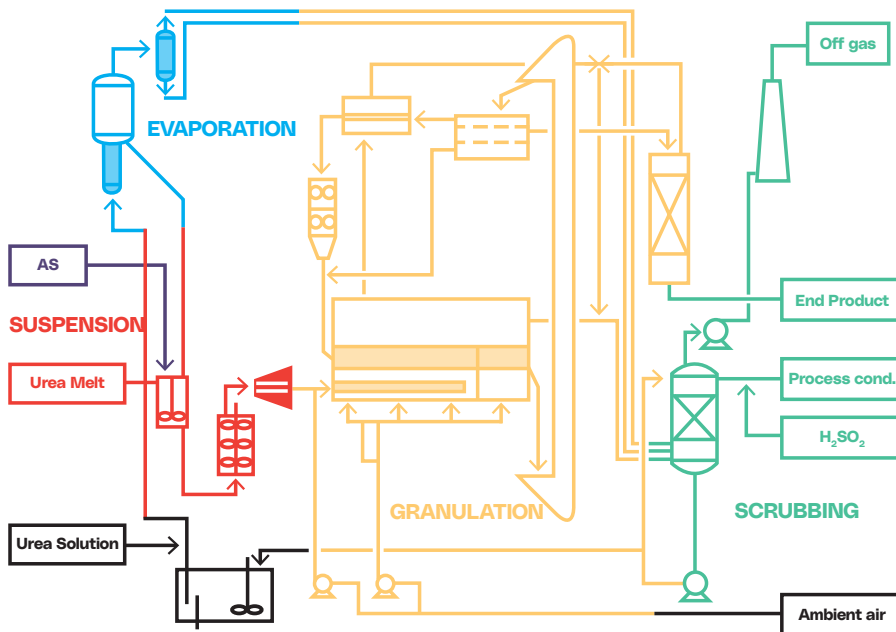 Off gas
EVAPORATION
AS
End Product
SUSPENSION
Urea Melt
Process cond.
H₂SO₂
GRANULATION
SCRUBBING
Urea Solution
Ambient air